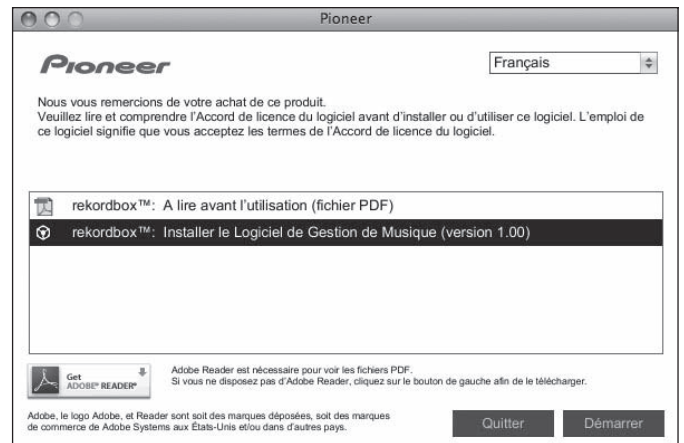 Pioneer
Pioneer
Français
Nous vous remercions de votre achat de ce produit.
Veuillez lire et comprendre l'Accord de licence du logiciel avant d'installer ou d'utiliser ce logiciel. L'emploi de
ce logiciel signifie que vous acceptez les termes de l'Accord de licence du logiciel.
rekordbox™: A lire avant l'utilisation (fichier PDF)
rekordbox™: Installer le Logiciel de Gestion de Musique (version 1.00)
Get
ADOBE® READER®
Adobe Reader est nécessaire pour voir les fichiers PDF.
Si vous ne disposez pas d'Adobe Reader, cliquez sur le bouton de gauche afin de le télécharger.
Adobe, le logo Adobe, et Reader sont soit des marques déposées, soit des marques
de commerce de Adobe Systems aux États-Unis et/ou dans d'autres pays.
Quitter
Démarrer